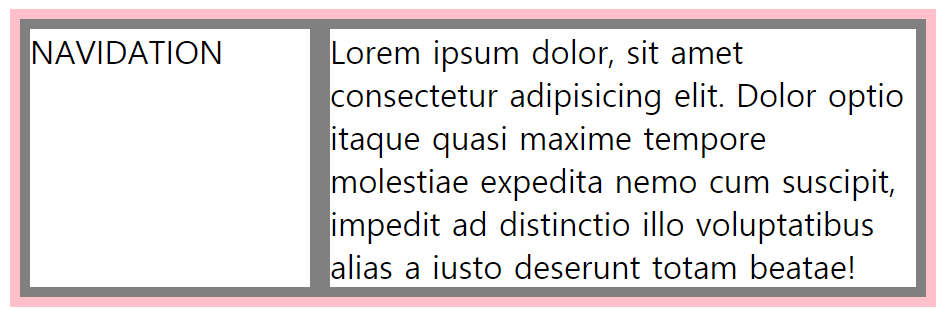 NAVIDATION
Lorem ipsum dolor, sit amet
consectetur adipisicing elit. Dolor optio
itaque quasi maxime tempore
molestiae expedita nemo cum suscipit,
impedit ad distinctio illo voluptatibus
alias a iusto deserunt totam beatae!